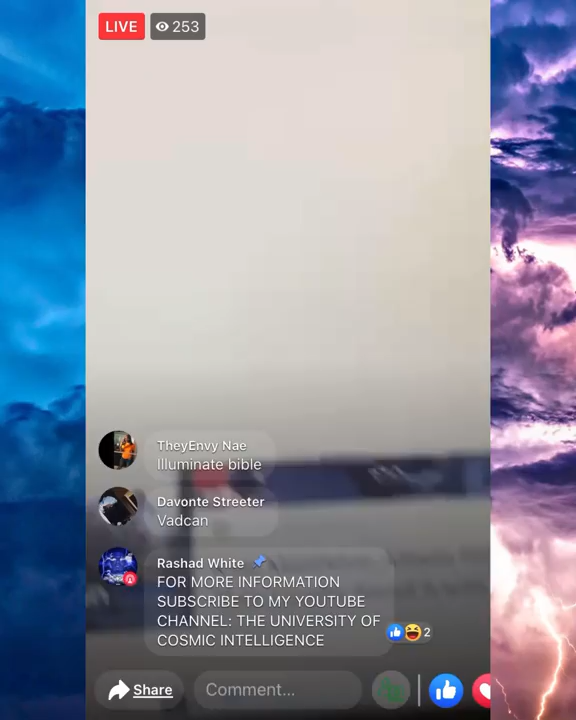 LIVE 253
TheyEnvy Nae
Illuminate bible
Davonte Streeter
Vadcan
Rashad White
FOR MORE INFORMATION
SUBSCRIBE TO MY YOUTUBE
CHANNEL: THE UNIVERSITY OF
COSMIC INTELLIGENCE
2
Share Comment...